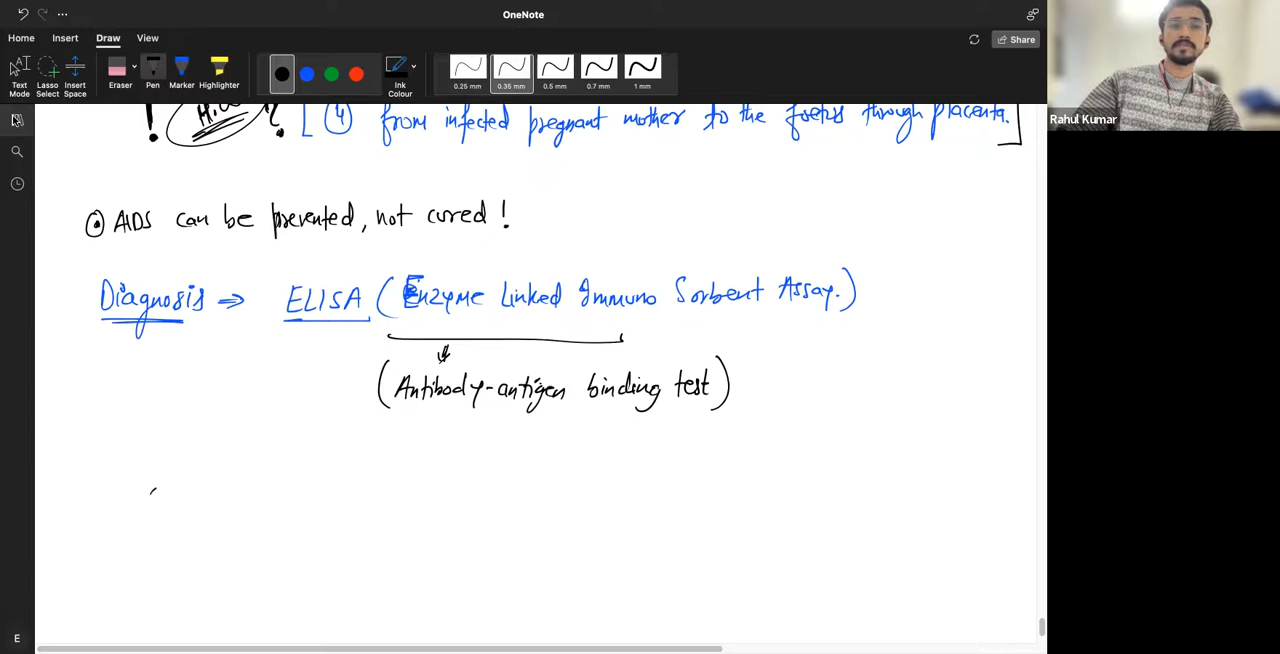 OneNote
Home Insert Draw View
Share
Text Mode Lasso Select Insert Space Eraser Pen Marker Highlighter Ink Colour 0.25 mm 0.35 mm 0.5 mm 0.7 mm 1 mm
Rahul Kumar
! ? [ (4) from infected pregnant mother to the foetus through placenta. ]
AIDS can be prevented, not cured !
Diagnosis ⇒ ELISA (Enzyme Linked Immuno Sorbent Assay.)
(Antibody-antigen binding test)
E